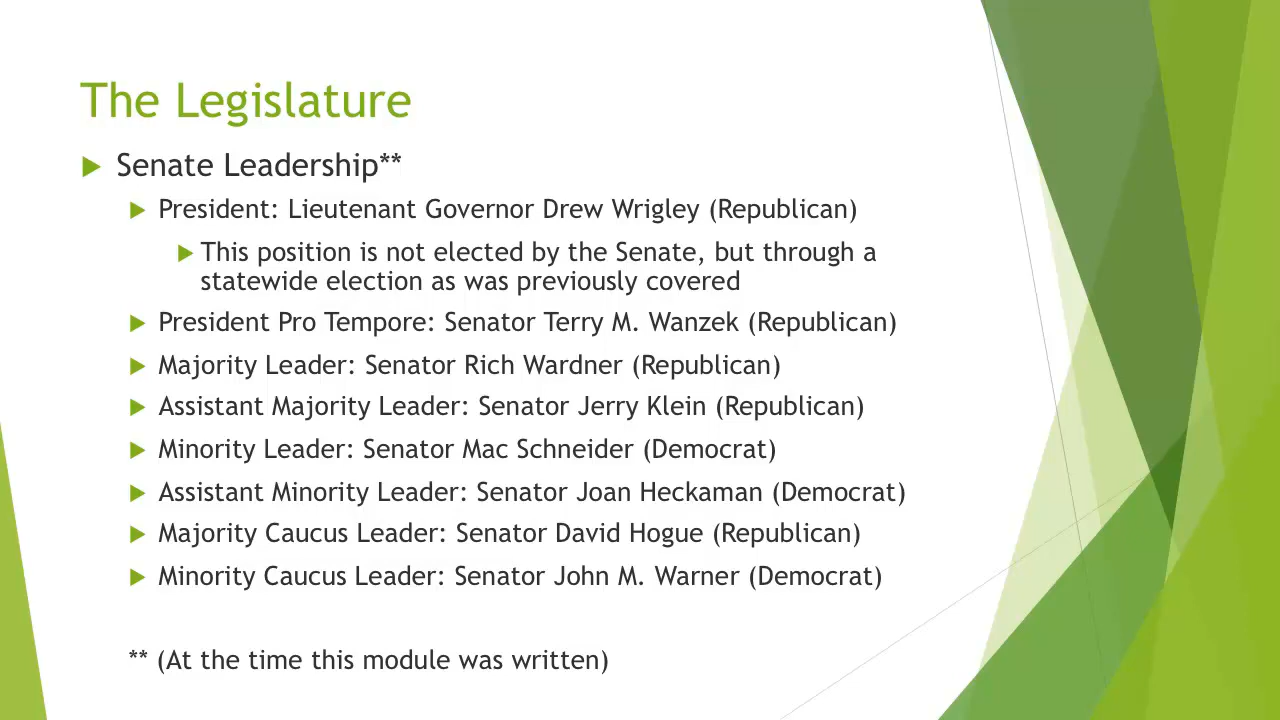 The Legislature
Senate Leadership**
President: Lieutenant Governor Drew Wrigley (Republican)
This position is not elected by the Senate, but through a
statewide election as was previously covered
President Pro Tempore: Senator Terry M. Wanzek (Republican)
Majority Leader: Senator Rich Wardner (Republican)
Assistant Majority Leader: Senator Jerry Klein (Republican)
Minority Leader: Senator Mac Schneider (Democrat)
Assistant Minority Leader: Senator Joan Heckaman (Democrat)
Majority Caucus Leader: Senator David Hogue (Republican)
Minority Caucus Leader: Senator John M. Warner (Democrat)
** (At the time this module was written)